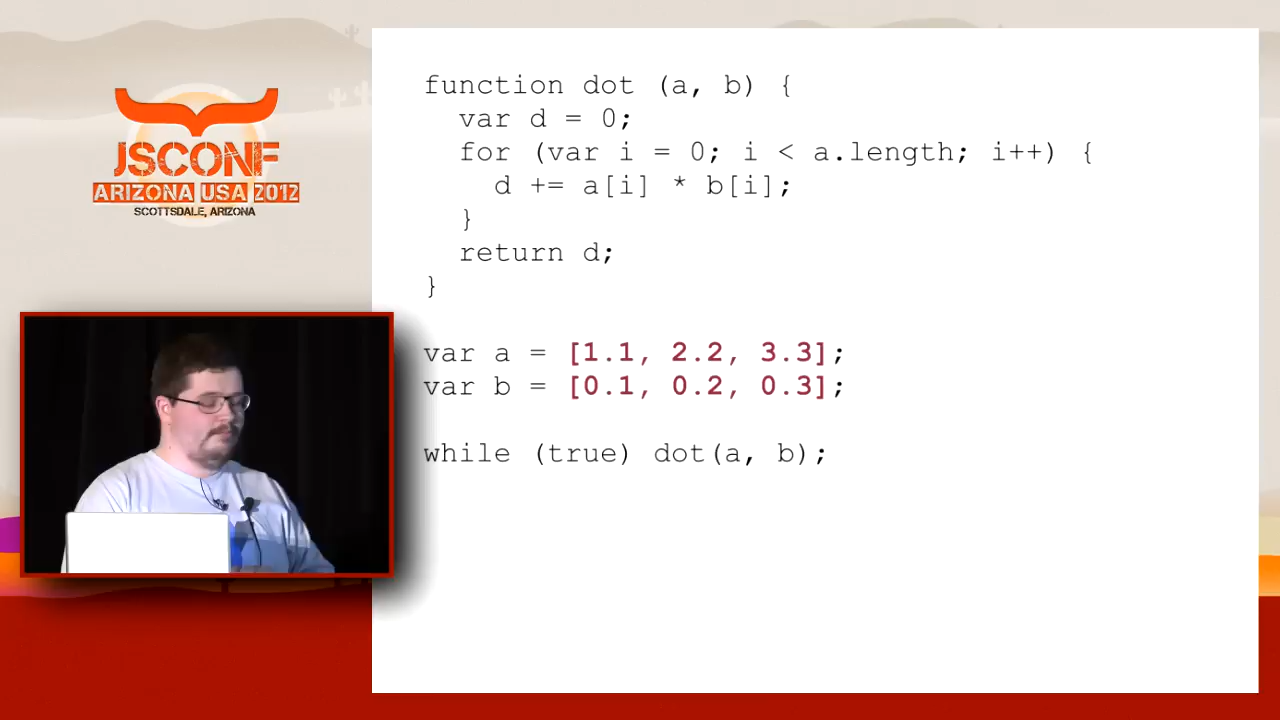 JSCONF
ARIZONA USA 2012
SCOTTSDALE, ARIZONA
function dot (a, b) {
  var d = 0;
  for (var i = 0; i < a.length; i++) {
    d += a[i] * b[i];
  }
  return d;
}
var a = [1.1, 2.2, 3.3];
var b = [0.1, 0.2, 0.3];
while (true) dot(a, b);